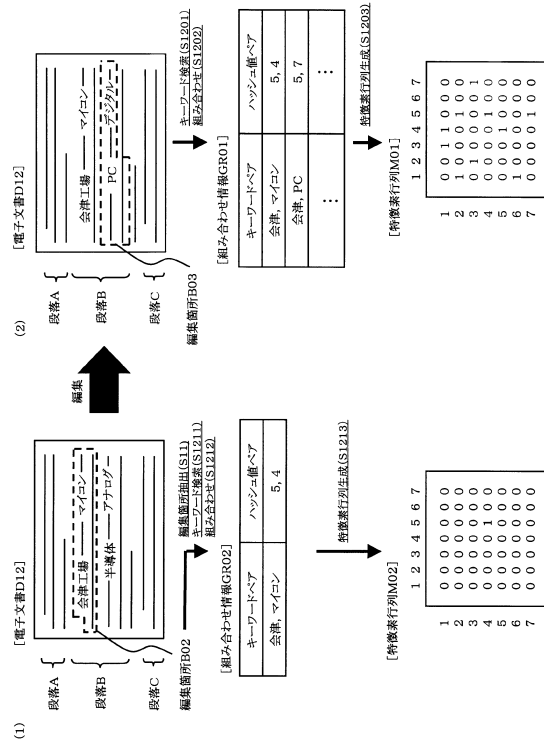 (1)
[電子文書D12]
段落A
段落B
段落C
会津工場
マイコン
半導体
アナログ
編集箇所B02
編集箇所抽出(S11)
キーワード検索(S1211)
組み合わせ(S1212)
[組み合わせ情報GR02]
キーワードペア ハッシュ値ペア
会津, マイコン 5, 4
特徴素行列生成(S1213)
[特徴素行列M02]
1 2 3 4 5 6 7
1 0 0 0 0 0 0 0
2 0 0 0 0 0 0 0
3 0 0 0 0 0 0 0
4 0 0 0 0 1 0 0
5 0 0 0 0 0 0 0
6 0 0 0 0 0 0 0
7 0 0 0 0 0 0 0
編集
(2)
[電子文書D12]
段落A
段落B
段落C
会津工場
マイコン
PC
デジタル
編集箇所B03
キーワード検索(S1201)
組み合わせ(S1202)
[組み合わせ情報GR01]
キーワードペア ハッシュ値ペア
会津, マイコン 5, 4
会津, PC 5, 7
⋮ ⋮
特徴素行列生成(S1203)
[特徴素行列M01]
1 2 3 4 5 6 7
1 0 0 1 1 0 0 0
2 1 0 0 0 1 0 0
3 0 1 0 0 0 0 1
4 0 0 0 0 1 0 0
5 0 0 0 1 0 0 0
6 1 0 0 0 0 0 0
7 0 0 0 0 1 0 0